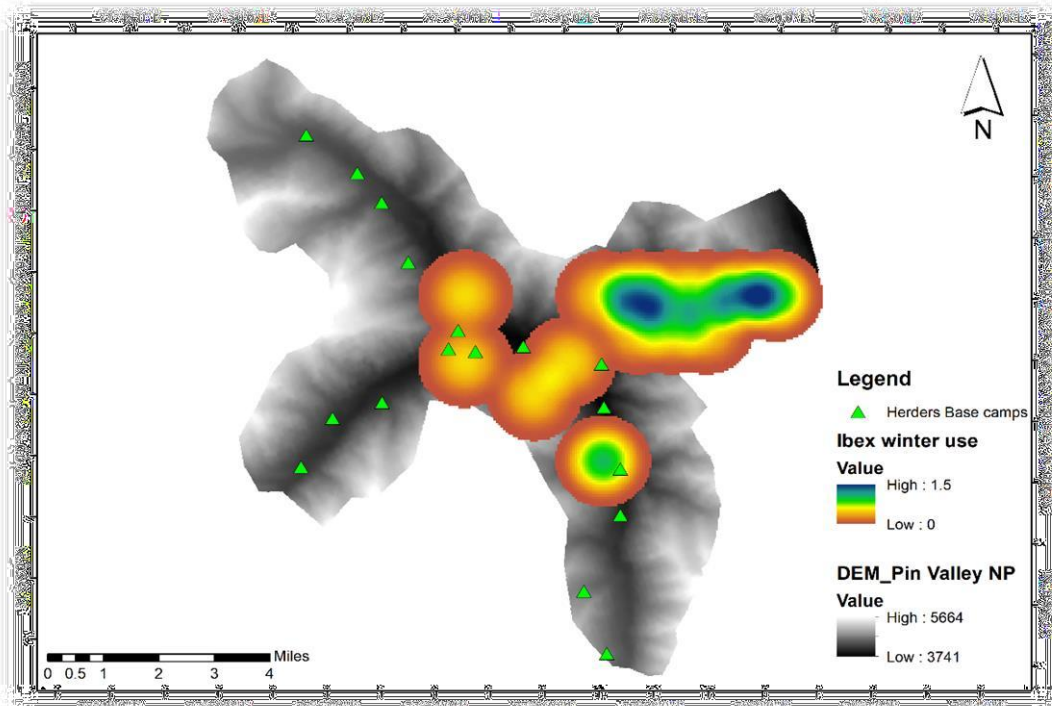 N
Legend
Herders Base camps
Ibex winter use
Value
High : 1.5
Low : 0
DEM_Pin Valley NP
Value
High : 5664
Low : 3741
Miles
0 0.5 1 2 3 4